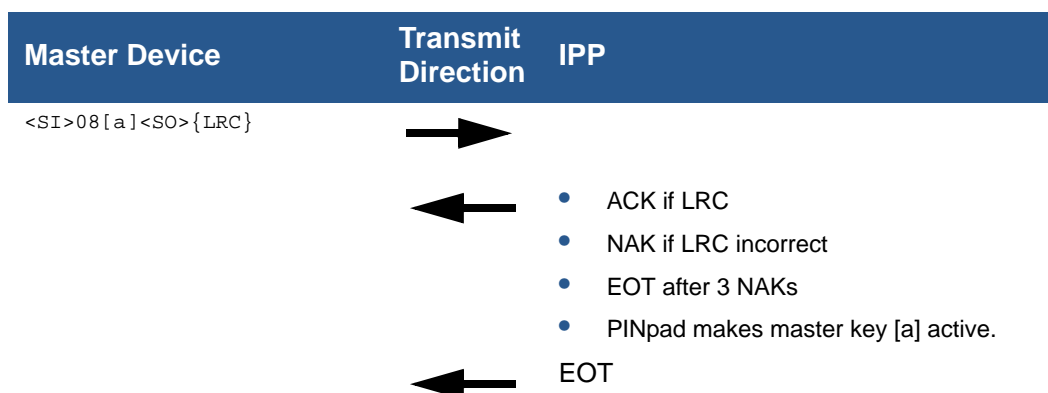 Master Device Transmit Direction IPP
<SI>08[a]<SO>{LRC}
• ACK if LRC
• NAK if LRC incorrect
• EOT after 3 NAKs
• PINpad makes master key [a] active.
EOT